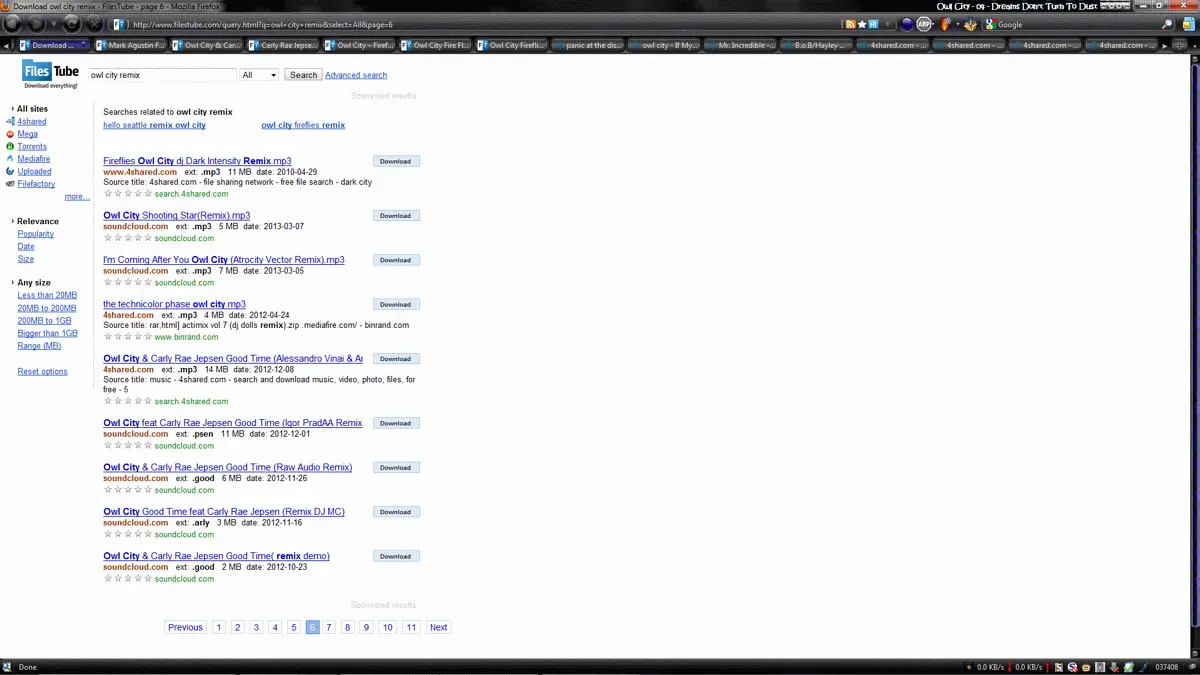 Download owl city remix - FilesTube - page 6 - Mozilla Firefox
Owl City - 04 - Dreams Don't Turn To Dust
http://www.filestube.com/query.html?q=owl+city+remix&select=All&page=6
ABP
Google
Download ...
Mark Agustin F...
Owl City & Car...
Carly Rae Jepse...
Owl City – Firef...
Owl City Fire Fl...
Owl City Firefli...
panic at the dis...
owl city - If My...
Mr. Incredible -...
B.o.B/Hayley ...
4shared.com - ...
4shared.com - ...
4shared.com - ...
4shared.com - ...
Files Tube
Download everything!
owl city remix
All
Search
Advanced search
Sponsored results
All sites
4shared
Mega
Torrents
Mediafire
Uploaded
Filefactory
more...
Relevance
Popularity
Date
Size
Any size
Less than 20MB
20MB to 200MB
200MB to 1GB
Bigger than 1GB
Range (MB)
Reset options
Searches related to owl city remix
hello seattle remix owl city
owl city fireflies remix
Fireflies Owl City dj Dark Intensity Remix.mp3
Download
www.4shared.com ext: .mp3 11 MB date: 2010-04-29
Source title: 4shared.com - file sharing network - free file search - dark city
search.4shared.com
Owl City Shooting Star(Remix).mp3
Download
soundcloud.com ext: .mp3 5 MB date: 2013-03-07
soundcloud.com
I'm Coming After You Owl City (Atrocity Vector Remix).mp3
Download
soundcloud.com ext: .mp3 7 MB date: 2013-03-05
soundcloud.com
the technicolor phase owl city.mp3
Download
4shared.com ext: .mp3 4 MB date: 2012-04-24
Source title: rar,html] actimix vol.7 (dj dolls remix).zip .mediafire.com/ - binrand.com
www.binrand.com
Owl City & Carly Rae Jepsen Good Time (Alessandro Vinai & A
Download
4shared.com ext: .mp3 14 MB date: 2012-12-08
Source title: music - 4shared.com - search and download music, video, photo, files, for
free - 5
search.4shared.com
Owl City feat Carly Rae Jepsen Good Time (Igor PradAA Remix
Download
soundcloud.com ext: .psen 11 MB date: 2012-12-01
soundcloud.com
Owl City & Carly Rae Jepsen Good Time (Raw Audio Remix)
Download
soundcloud.com ext: .good 6 MB date: 2012-11-26
soundcloud.com
Owl City Good Time feat Carly Rae Jepsen (Remix DJ MC)
Download
soundcloud.com ext: .arly 3 MB date: 2012-11-16
soundcloud.com
Owl City & Carly Rae Jepsen Good Time( remix demo)
Download
soundcloud.com ext: .good 2 MB date: 2012-10-23
soundcloud.com
Sponsored results
Previous 1 2 3 4 5 6 7 8 9 10 11 Next
Done
0.0 KB/s 0.0 KB/s
037408